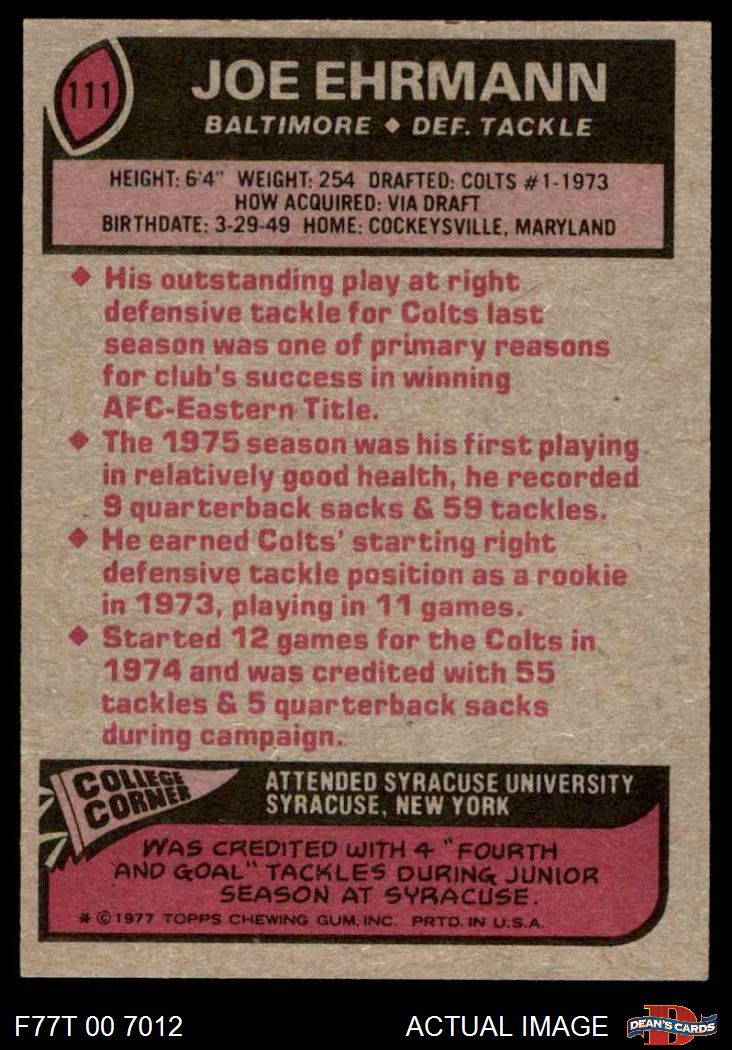 111
JOE EHRMANN
BALTIMORE ◆ DEF. TACKLE
HEIGHT: 6'4" WEIGHT: 254 DRAFTED: COLTS #1-1973
HOW ACQUIRED: VIA DRAFT
BIRTHDATE: 3-29-49 HOME: COCKEYSVILLE, MARYLAND
◆ His outstanding play at right
defensive tackle for Colts last
season was one of primary reasons
for club's success in winning
AFC-Eastern Title.
◆ The 1975 season was his first playing
in relatively good health, he recorded
9 quarterback sacks & 59 tackles.
◆ He earned Colts' starting right
defensive tackle position as a rookie
in 1973, playing in 11 games.
◆ Started 12 games for the Colts in
1974 and was credited with 55
tackles & 5 quarterback sacks
during campaign.
COLLEGE
CORNER
ATTENDED SYRACUSE UNIVERSITY
SYRACUSE, NEW YORK
WAS CREDITED WITH 4 "FOURTH
AND GOAL" TACKLES DURING JUNIOR
SEASON AT SYRACUSE.
* © 1977 TOPPS CHEWING GUM, INC. PRTD. IN U.S.A.
F77T 00 7012
ACTUAL IMAGE
D
DEAN'S CARDS